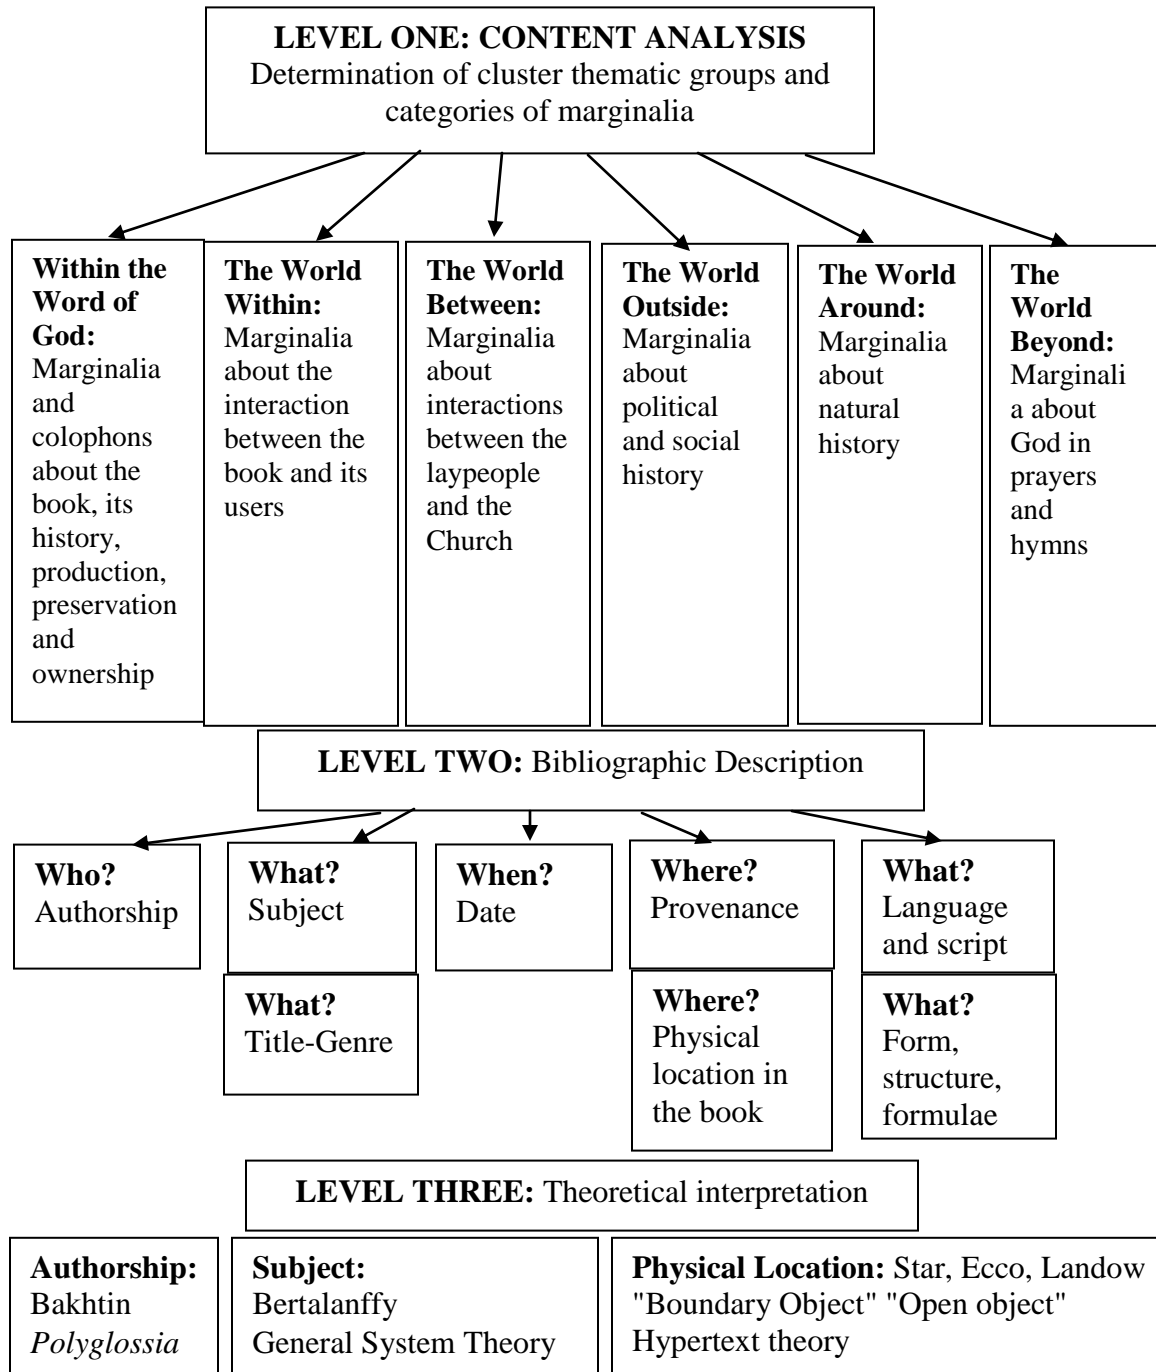 LEVEL ONE: CONTENT ANALYSIS
Determination of cluster thematic groups and
categories of marginalia
Within the
Word of
God:
Marginalia
and
colophons
about the
book, its
history,
production,
preservation
and
ownership
The World
Within:
Marginalia
about the
interaction
between the
book and its
users
The World
Between:
Marginalia
about
interactions
between the
laypeople
and the
Church
The World
Outside:
Marginalia
about
political
and social
history
The World
Around:
Marginalia
about
natural
history
The
World
Beyond:
Marginali
a about
God in
prayers
and
hymns
LEVEL TWO: Bibliographic Description
Who?
Authorship
What?
Subject
What?
Title-Genre
When?
Date
Where?
Provenance
Where?
Physical
location in
the book
What?
Language
and script
What?
Form,
structure,
formulae
LEVEL THREE: Theoretical interpretation
Authorship:
Bakhtin
Polyglossia
Subject:
Bertalanffy
General System Theory
Physical Location: Star, Ecco, Landow
"Boundary Object" "Open object"
Hypertext theory